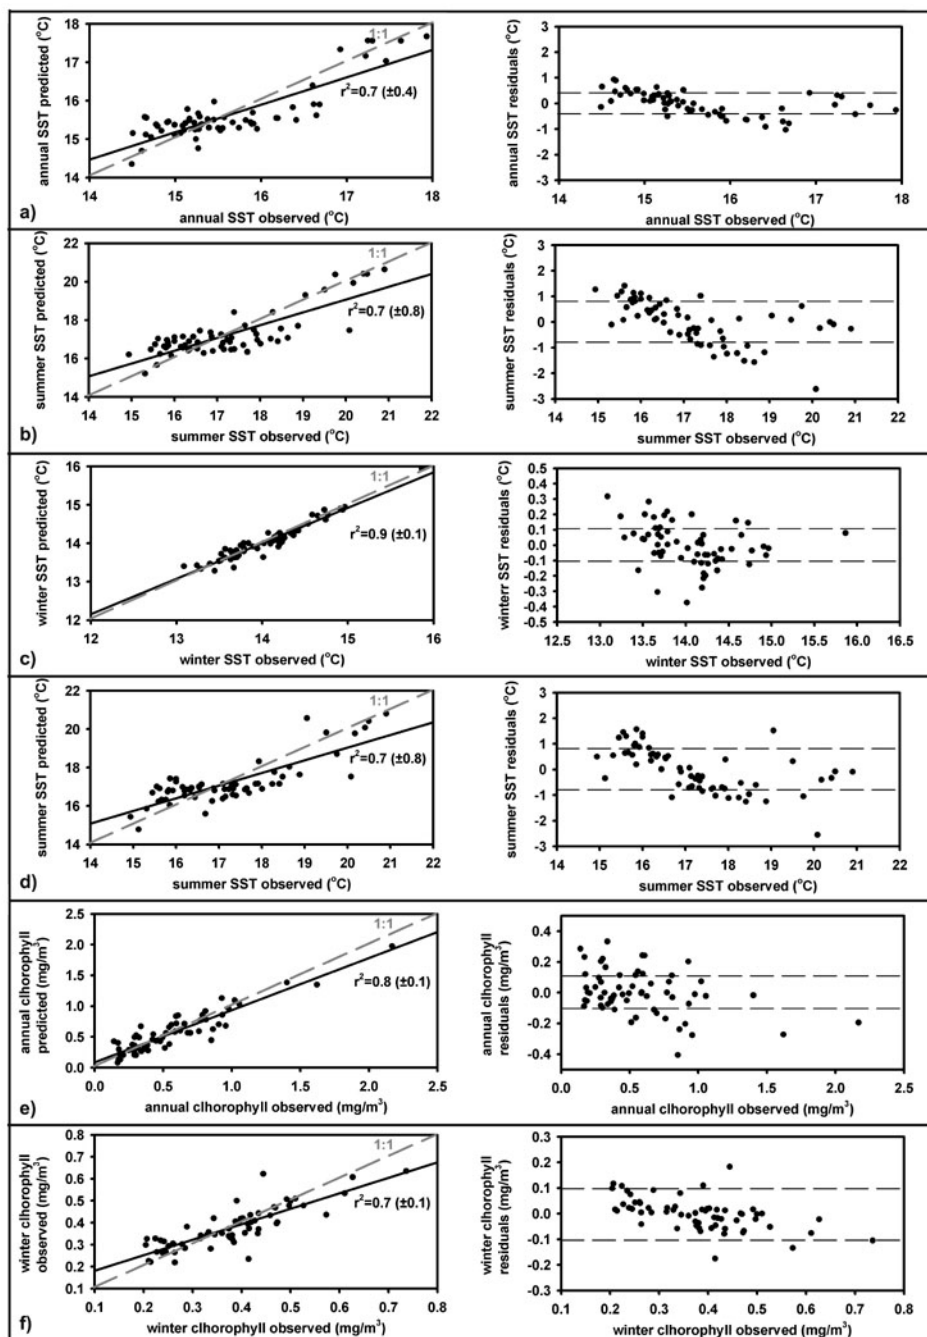 annual SST predicted (°C)
18
17
16
15
14
1:1
r²=0.7 (±0.4)
14 15 16 17 18
annual SST observed (°C)
a)
annual SST residuals (°C)
3
2
1
0
-1
-2
-3
14 15 16 17 18
annual SST observed (°C)
summer SST predicted (°C)
22
20
18
16
14
1:1
r²=0.7 (±0.8)
14 15 16 17 18 19 20 21 22
summer SST observed (°C)
b)
summer SST residuals (°C)
3
2
1
0
-1
-2
-3
14 15 16 17 18 19 20 21 22
summer SST observed (°C)
winter SST predicted (°C)
16
15
14
13
12
1:1
r²=0.9 (±0.1)
12 13 14 15 16
winter SST observed (°C)
c)
winterr SST residuals (°C)
0.5
0.4
0.3
0.2
0.1
0.0
-0.1
-0.2
-0.3
-0.4
-0.5
12.5 13.0 13.5 14.0 14.5 15.0 15.5 16.0 16.5
winter SST observed (°C)
summer SST predicted (°C)
22
20
18
16
14
1:1
r²=0.7 (±0.8)
14 15 16 17 18 19 20 21 22
summer SST observed (°C)
d)
summer SST residuals (°C)
3
2
1
0
-1
-2
-3
14 15 16 17 18 19 20 21 22
summer SST observed (°C)
annual clhorophyll
predicted (mg/m³)
2.5
2.0
1.5
1.0
0.5
0.0
1:1
r²=0.8 (±0.1)
0.0 0.5 1.0 1.5 2.0 2.5
annual clhorophyll observed (mg/m³)
e)
annual clhorophyll
residuals (mg/m³)
0.4
0.2
0.0
-0.2
-0.4
0.0 0.5 1.0 1.5 2.0 2.5
annual clhorophyll observed (mg/m³)
winter clhorophyll
observed (mg/m³)
0.8
0.7
0.6
0.5
0.4
0.3
0.2
0.1
1:1
r²=0.7 (±0.1)
0.1 0.2 0.3 0.4 0.5 0.6 0.7 0.8
winter clhorophyll observed (mg/m³)
f)
winter clhorophyll
residuals (mg/m³)
0.3
0.2
0.1
0.0
-0.1
-0.2
-0.3
0.1 0.2 0.3 0.4 0.5 0.6 0.7 0.8
winter clhorophyll observed (mg/m³)